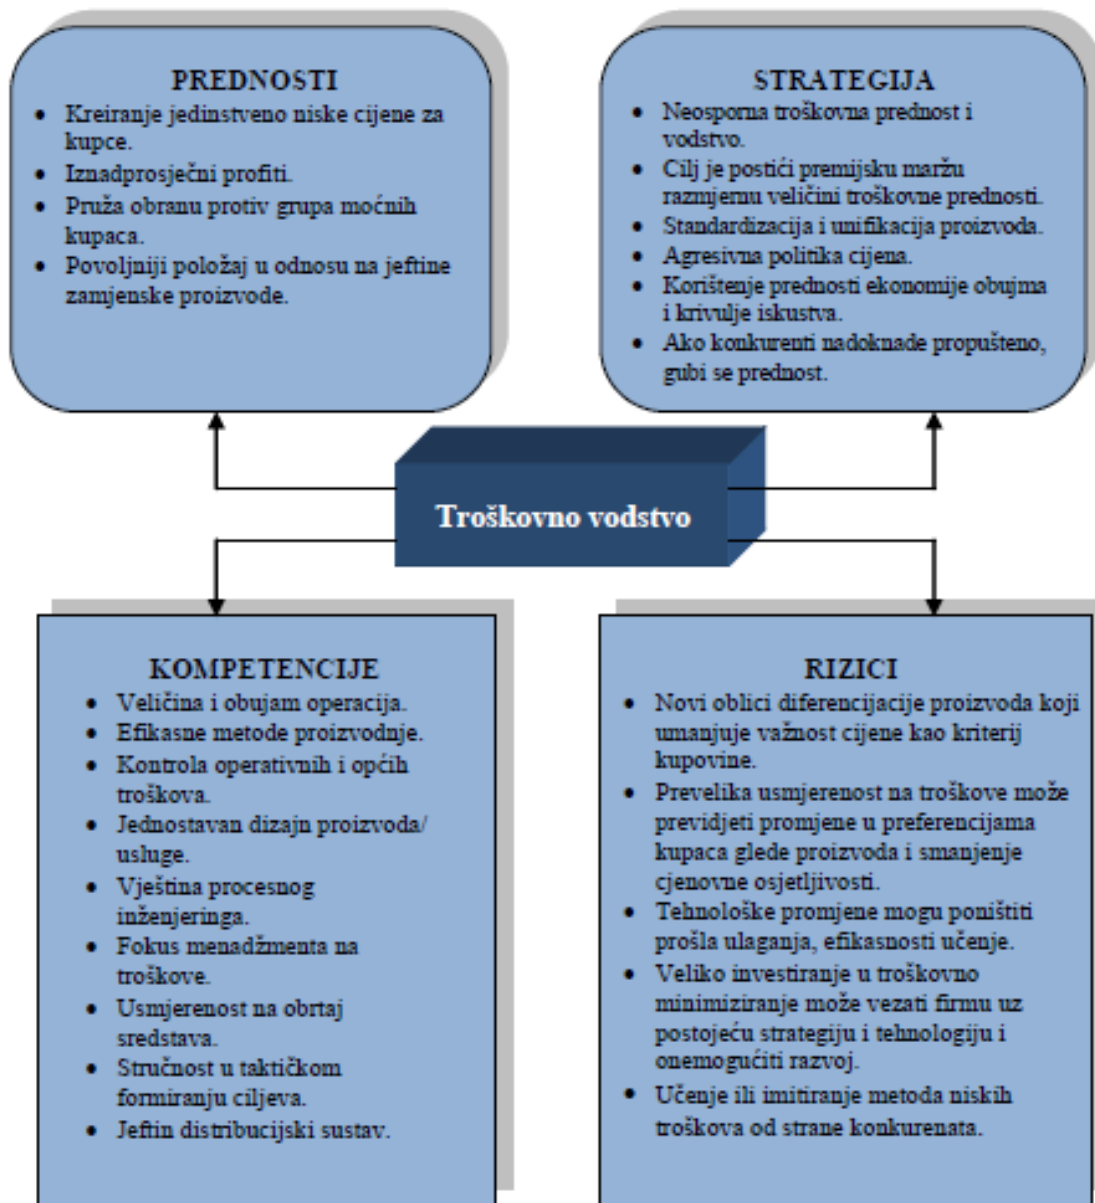 PREDNOSTI
• Kreiranje jedinstveno niske cijene za
kupce.
• Iznadprosječni profiti.
• Pruža obranu protiv grupa moćnih
kupaca.
• Povoljniji položaj u odnosu na jeftine
zamjenske proizvode.
STRATEGIJA
• Neosporna troškovna prednost i
vodstvo.
• Cilj je postići premijsku maržu
razmjernu veličini troškovne prednosti.
• Standardizacija i unifikacija proizvoda.
• Agresivna politika cijena.
• Korištenje prednosti ekonomije obujma
i krivulje iskustva.
• Ako konkurenti nadoknade propušteno,
gubi se prednost.
Troškovno vodstvo
KOMPETENCIJE
• Veličina i obujam operacija.
• Efikasne metode proizvodnje.
• Kontrola operativnih i općih
troškova.
• Jednostavan dizajn proizvoda/
usluge.
• Vještina procesnog
inženjeringa.
• Fokus menadžmenta na
troškove.
• Usmjerenost na obrtaj
sredstava.
• Stručnost u taktičkom
formiranju ciljeva.
• Jeftin distribucijski sustav.
RIZICI
• Novi oblici diferencijacije proizvoda koji
umanjuje važnost cijene kao kriterij
kupovine.
• Prevelika usmjerenost na troškove može
previdjeti promjene u preferencijama
kupaca glede proizvoda i smanjenje
cjenovne osjetljivosti.
• Tehnološke promjene mogu poništiti
prošla ulaganja, efikasnosti učenje.
• Veliko investiranje u troškovno
minimiziranje može vezati firmu uz
postojeću strategiju i tehnologiju i
onemogućiti razvoj.
• Učenje ili imitiranje metoda niskih
troškova od strane konkurenata.